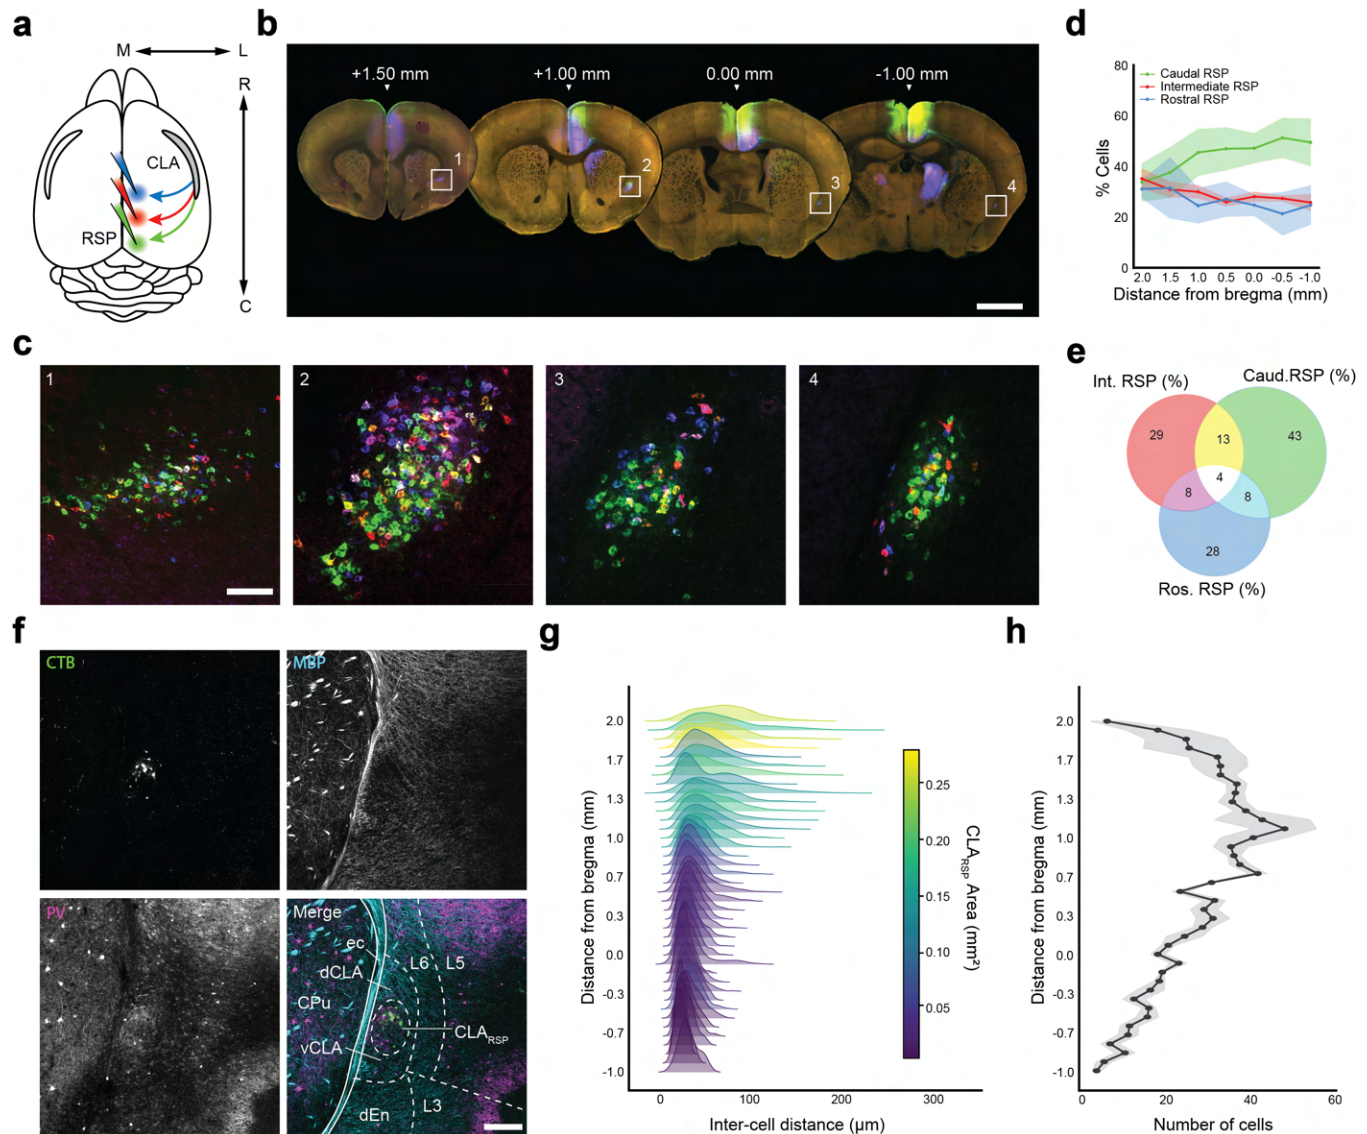 a
M
L
R
CLA
RSP
C
b
+1.50 mm
+1.00 mm
0.00 mm
-1.00 mm
1
2
3
4
d
Caudal RSP
Intermediate RSP
Rostral RSP
80
60
40
20
0
% Cells
2.0 1.5 1.0 0.5 0.0 -0.5 -1.0
Distance from bregma (mm)
c
1
2
3
4
e
Int. RSP (%)
Caud.RSP (%)
29
13
43
4
8
8
28
Ros. RSP (%)
f
CTB
MBP
PV
Merge
ec
dCLA
L6
L5
CPu
CLA RSP
vCLA
L3
dEn
g
Distance from bregma (mm)
2.0
1.7
1.3
1.0
0.7
0.3
0.0
-0.3
-0.7
-1.0
0 100 200 300
Inter-cell distance (µm)
0.25
0.20
0.15
0.10
0.05
CLA RSP Area (mm²)
h
Distance from bregma (mm)
2.0
1.7
1.3
1.0
0.7
0.3
0.0
-0.3
-0.7
-1.0
0 20 40 60
Number of cells